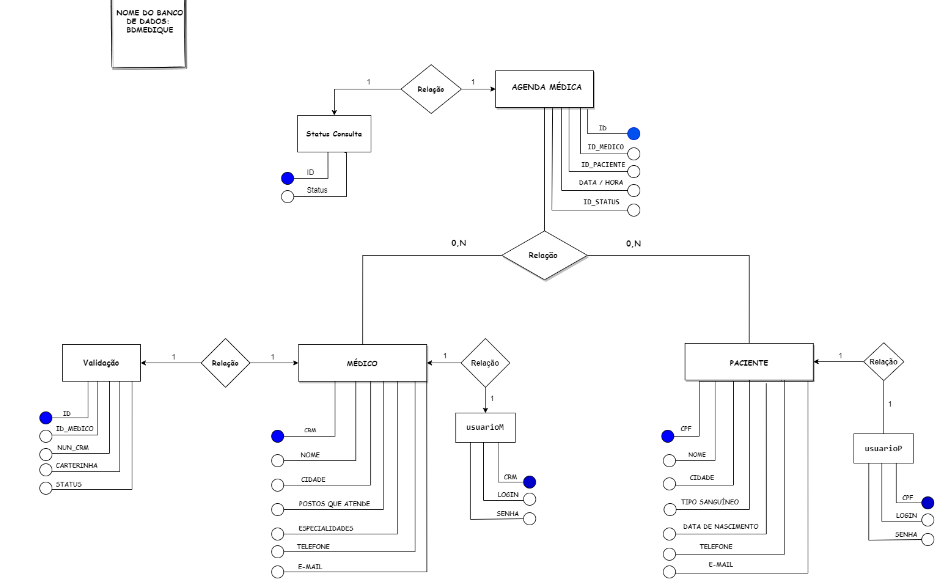 NOME DO BANCO
DE DADOS:
BDMEDIQUE
1
Relação
1
AGENDA MÉDICA
Status Consulta
ID
Status
ID
ID_MEDICO
ID_PACIENTE
DATA / HORA
ID_STATUS
0,N
Relação
0,N
Validação
1
Relação
1
MÉDICO
1
Relação
1
usuarioM
PACIENTE
1
Relação
1
usuarioP
ID
ID_MEDICO
NUN_CRM
CARTERINHA
STATUS
CRM
NOME
CIDADE
POSTOS QUE ATENDE
ESPECIALIDADES
TELEFONE
E-MAIL
CRM
LOGIN
SENHA
CPF
NOME
CIDADE
TIPO SANGUÍNEO
DATA DE NASCIMENTO
TELEFONE
E-MAIL
CPF
LOGIN
SENHA